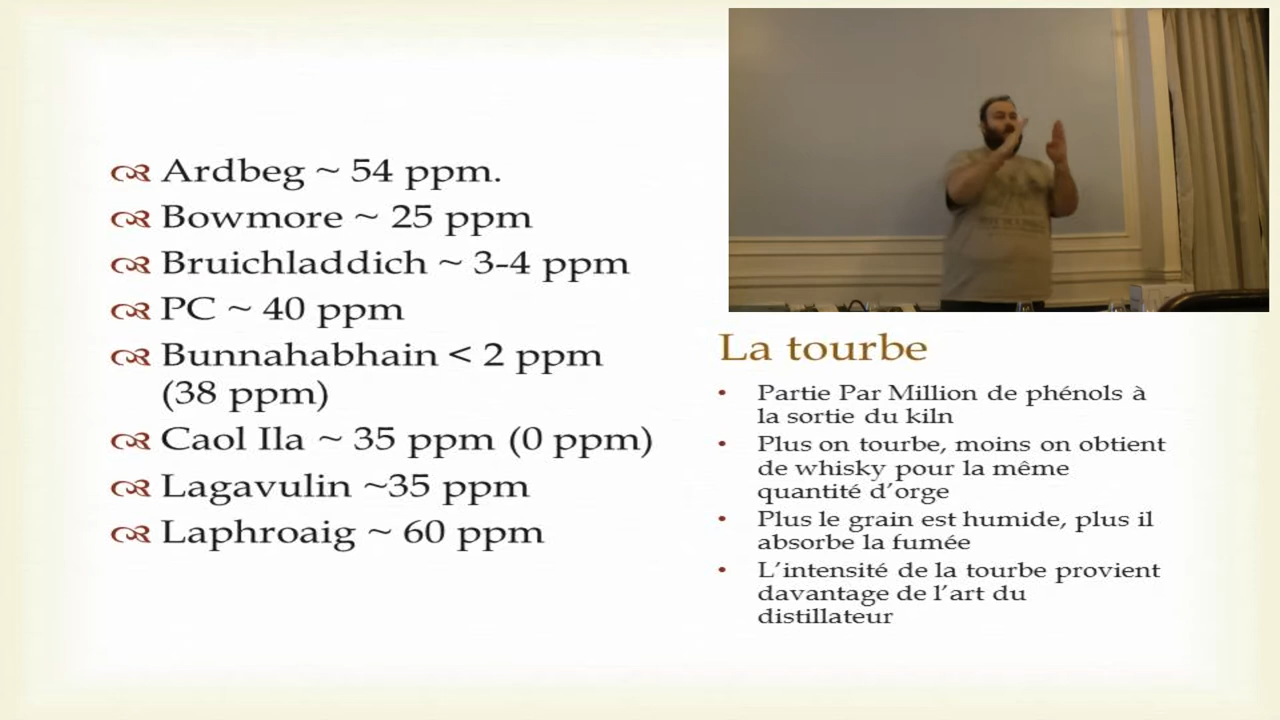 Ardbeg ~ 54 ppm.
Bowmore ~ 25 ppm
Bruichladdich ~ 3-4 ppm
PC ~ 40 ppm
Bunnahabhain < 2 ppm
(38 ppm)
Caol Ila ~ 35 ppm (0 ppm)
Lagavulin ~35 ppm
Laphroaig ~ 60 ppm
La tourbe
• Partie Par Million de phénols à
la sortie du kiln
• Plus on tourbe, moins on obtient
de whisky pour la même
quantité d’orge
• Plus le grain est humide, plus il
absorbe la fumée
• L’intensité de la tourbe provient
davantage de l’art du
distillateur